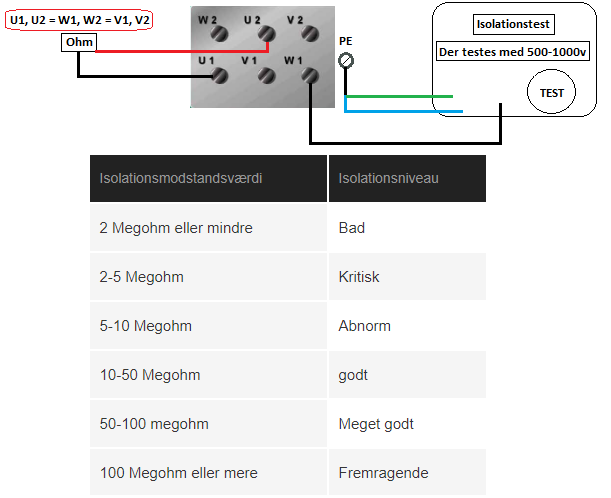 U1, U2 = W1, W2 = V1, V2
Ohm
W 2 U 2 V 2
U 1 V 1 W 1
PE
Isolationstest
Der testes med 500-1000v
TEST
Isolationsmodstandsværdi Isolationsniveau
2 Megohm eller mindre Bad
2-5 Megohm Kritisk
5-10 Megohm Abnorm
10-50 Megohm godt
50-100 megohm Meget godt
100 Megohm eller mere Fremragende